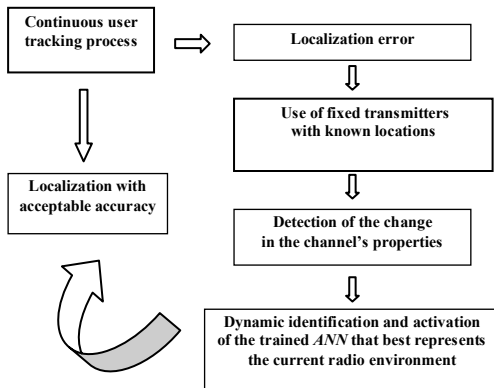 Continuous user
tracking process
Localization error
Use of fixed transmitters
with known locations
Localization with
acceptable accuracy
Detection of the change
in the channel's properties
Dynamic identification and activation
of the trained ANN that best represents
the current radio environment